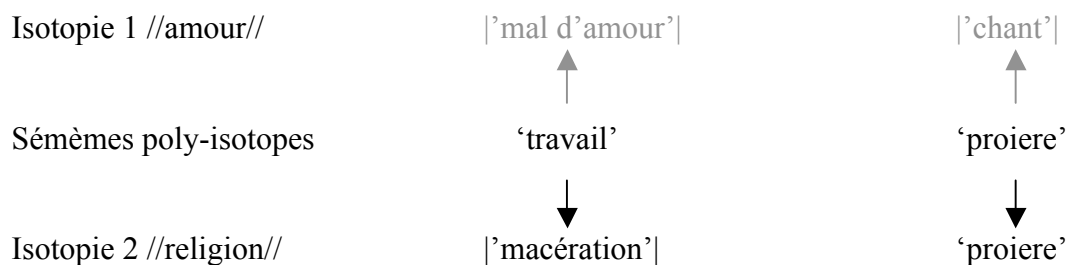 Isotopie 1 //amour// |’mal d’amour’| |’chant’|
Sémèmes poly-isotopes ‘travail’ ‘proiere’
Isotopie 2 //religion// |’macération’| ‘proiere’